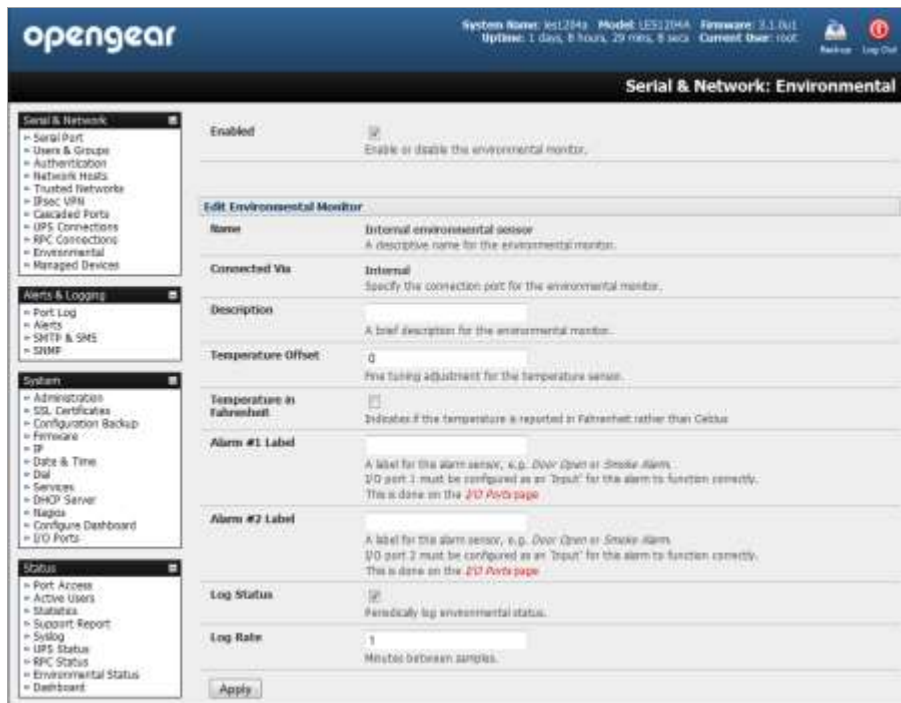 opengear
System Name: les1204a Model: LES1204A Firmware: 3.1.0u1
Uptime: 1 days, 8 hours, 29 mins, 8 secs Current User: root
Backup Log Out
Serial & Network: Environmental
Serial & Network
» Serial Port
» Users & Groups
» Authentication
» Network Hosts
» Trusted Networks
» IPsec VPN
» Cascaded Ports
» UPS Connections
» RPC Connections
» Environmental
» Managed Devices
Alerts & Logging
» Port Log
» Alerts
» SMTP & SMS
» SNMP
System
» Administration
» SSL Certificates
» Configuration Backup
» Firmware
» IP
» Date & Time
» Dial
» Services
» DHCP Server
» Nagios
» Configure Dashboard
» I/O Ports
Status
» Port Access
» Active Users
» Statistics
» Support Report
» Syslog
» UPS Status
» RPC Status
» Environmental Status
» Dashboard
Enabled
Enable or disable the environmental monitor.
Edit Environmental Monitor
Name
Internal environmental sensor
A descriptive name for the environmental monitor.
Connected Via
Internal
Specify the connection port for the environmental monitor.
Description
A brief description for the environmental monitor.
Temperature Offset
0
Fine tuning adjustment for the temperature sensor.
Temperature in
Fahrenheit
Indicates if the temperature is reported in Fahrenheit rather than Celsius
Alarm #1 Label
A label for this alarm sensor, e.g. Door Open or Smoke Alarm.
I/O port 1 must be configured as an 'Input' for the alarm to function correctly.
This is done on the I/O Ports page
Alarm #2 Label
A label for this alarm sensor, e.g. Door Open or Smoke Alarm.
I/O port 2 must be configured as an 'Input' for the alarm to function correctly.
This is done on the I/O Ports page
Log Status
Periodically log environmental status.
Log Rate
1
Minutes between samples.
Apply